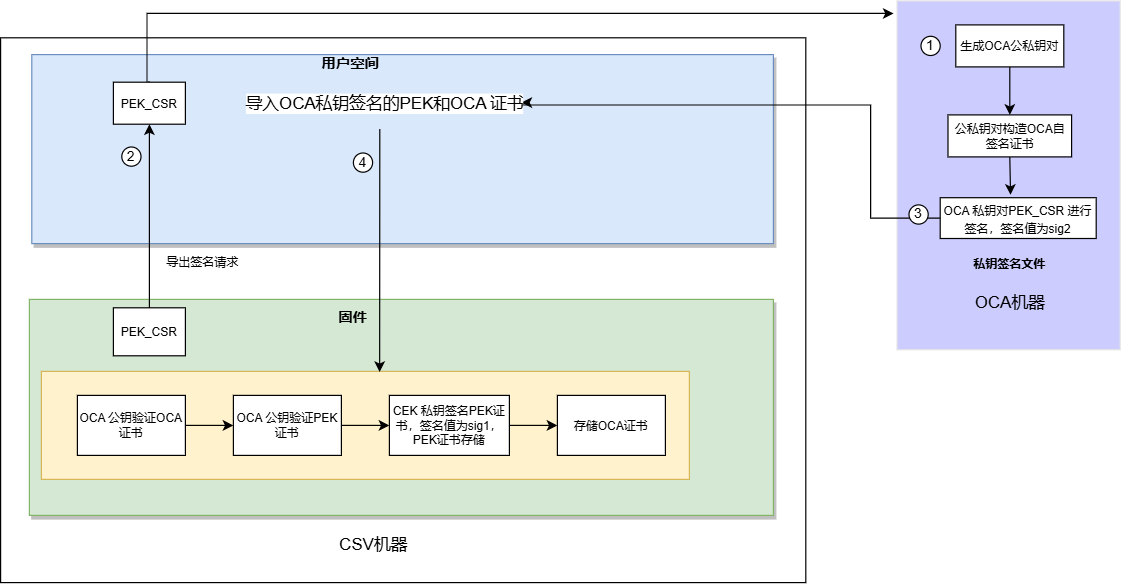 用户空间
PEK_CSR
导入OCA私钥签名的PEK和OCA 证书
②
④
导出签名请求
固件
PEK_CSR
OCA 公钥验证OCA
证书
OCA 公钥验证PEK
证书
CEK 私钥签名PEK证
书，签名值为sig1，
PEK证书存储
存储OCA证书
CSV机器
①
生成OCA公私钥对
公私钥对构造OCA自
签名证书
③
OCA 私钥对PEK_CSR 进行
签名，签名值为sig2
私钥签名文件
OCA机器